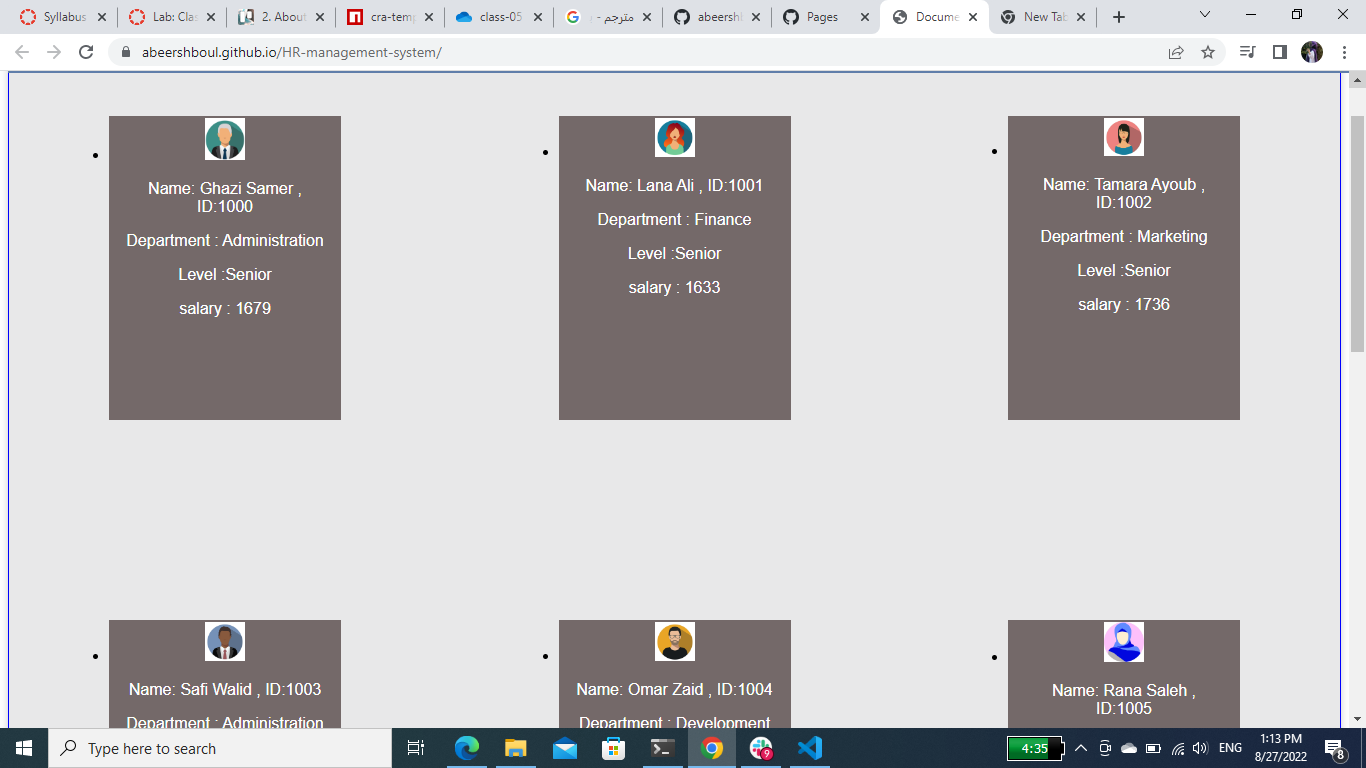 Syllabus
Lab: Clas
2. About
cra-temp
class-05
مترجم - g
abeershb
Pages
Docume
New Tab
abeershboul.github.io/HR-management-system/
Name: Ghazi Samer ,
ID:1000
Department : Administration
Level :Senior
salary : 1679
Name: Lana Ali , ID:1001
Department : Finance
Level :Senior
salary : 1633
Name: Tamara Ayoub ,
ID:1002
Department : Marketing
Level :Senior
salary : 1736
Name: Safi Walid , ID:1003
Department : Administration
Name: Omar Zaid , ID:1004
Department : Development
Name: Rana Saleh ,
ID:1005
Type here to search
9
4:35
ENG
1:13 PM
8/27/2022
8